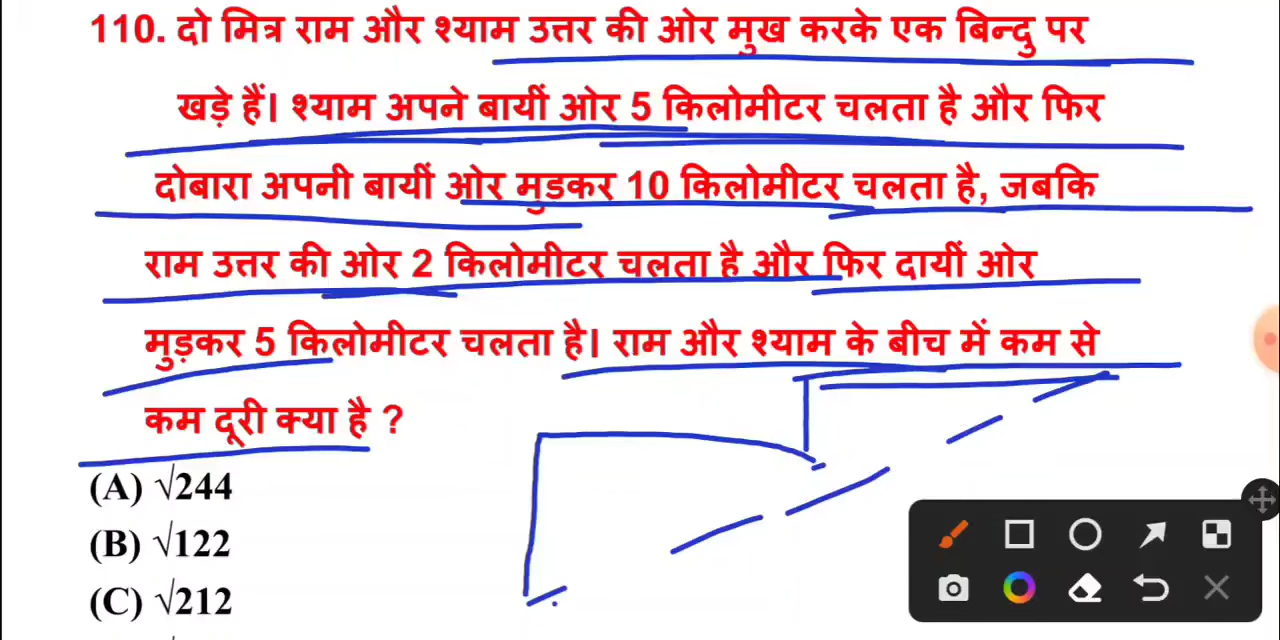 110. दो मित्र राम और श्याम उत्तर की ओर मुख करके एक बिन्दु पर
खड़े हैं। श्याम अपने बायीं ओर 5 किलोमीटर चलता है और फिर
दोबारा अपनी बायीं ओर मुडकर 10 किलोमीटर चलता है, जबकि
राम उत्तर की ओर 2 किलोमीटर चलता है और फिर दायीं ओर
मुड़कर 5 किलोमीटर चलता है। राम और श्याम के बीच में कम से
कम दूरी क्या है ?
(A) √244
(B) √122
(C) √212